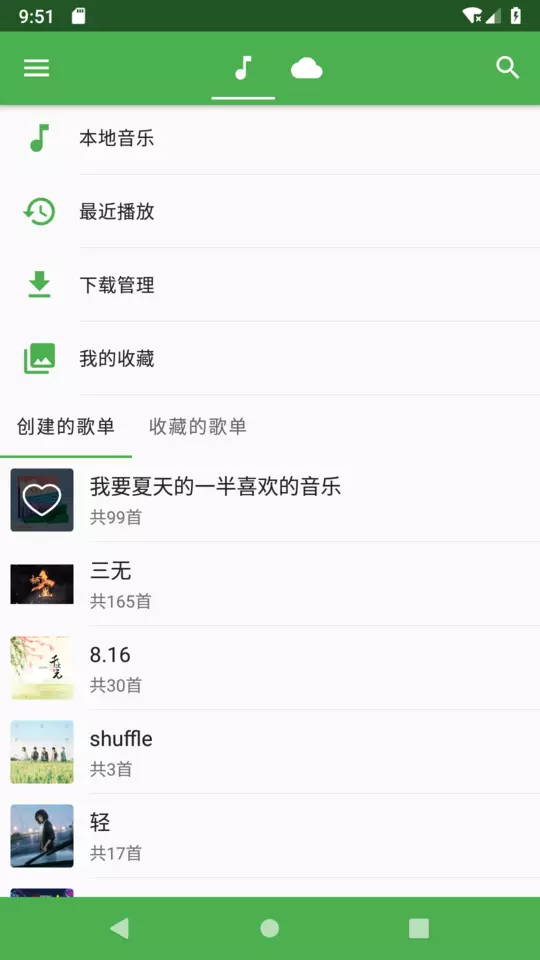 9:51
本地音乐
最近播放
下载管理
我的收藏
创建的歌单 收藏的歌单
我要夏天的一半喜欢的音乐
共99首
三无
共165首
8.16
共30首
shuffle
共3首
轻
共17首